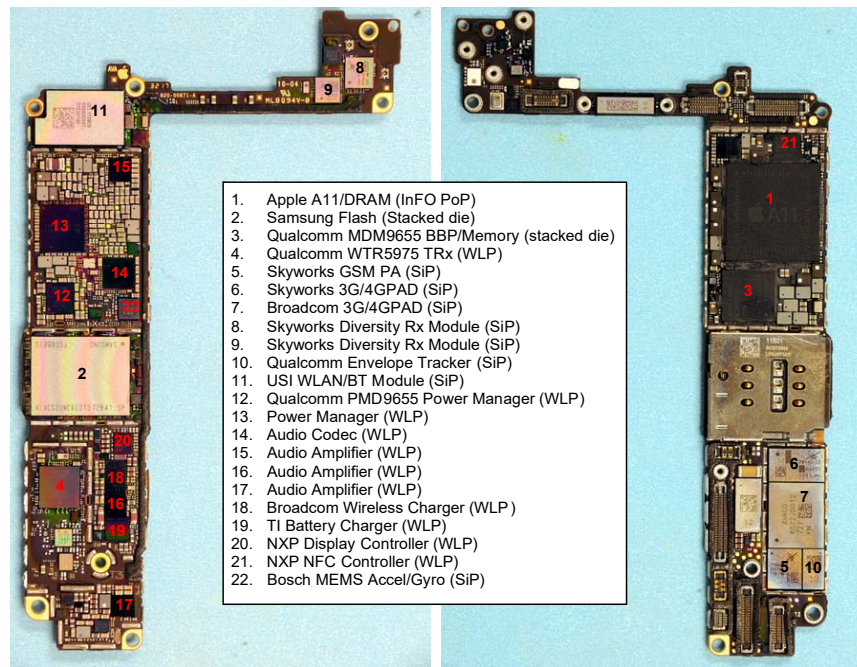 11
8
9
10-04
820-00871-A
ML8Q94V-0
15
13
14
12
22
2
SAMSUNG
20
18
4
16
19
17
1. Apple A11/DRAM (InFO PoP)
2. Samsung Flash (Stacked die)
3. Qualcomm MDM9655 BBP/Memory (stacked die)
4. Qualcomm WTR5975 TRx (WLP)
5. Skyworks GSM PA (SiP)
6. Skyworks 3G/4GPAD (SiP)
7. Broadcom 3G/4GPAD (SiP)
8. Skyworks Diversity Rx Module (SiP)
9. Skyworks Diversity Rx Module (SiP)
10. Qualcomm Envelope Tracker (SiP)
11. USI WLAN/BT Module (SiP)
12. Qualcomm PMD9655 Power Manager (WLP)
13. Power Manager (WLP)
14. Audio Codec (WLP)
15. Audio Amplifier (WLP)
16. Audio Amplifier (WLP)
17. Audio Amplifier (WLP)
18. Broadcom Wireless Charger (WLP)
19. TI Battery Charger (WLP)
20. NXP Display Controller (WLP)
21. NXP NFC Controller (WLP)
22. Bosch MEMS Accel/Gyro (SiP)
21
1
A11
3
6
7
5
10